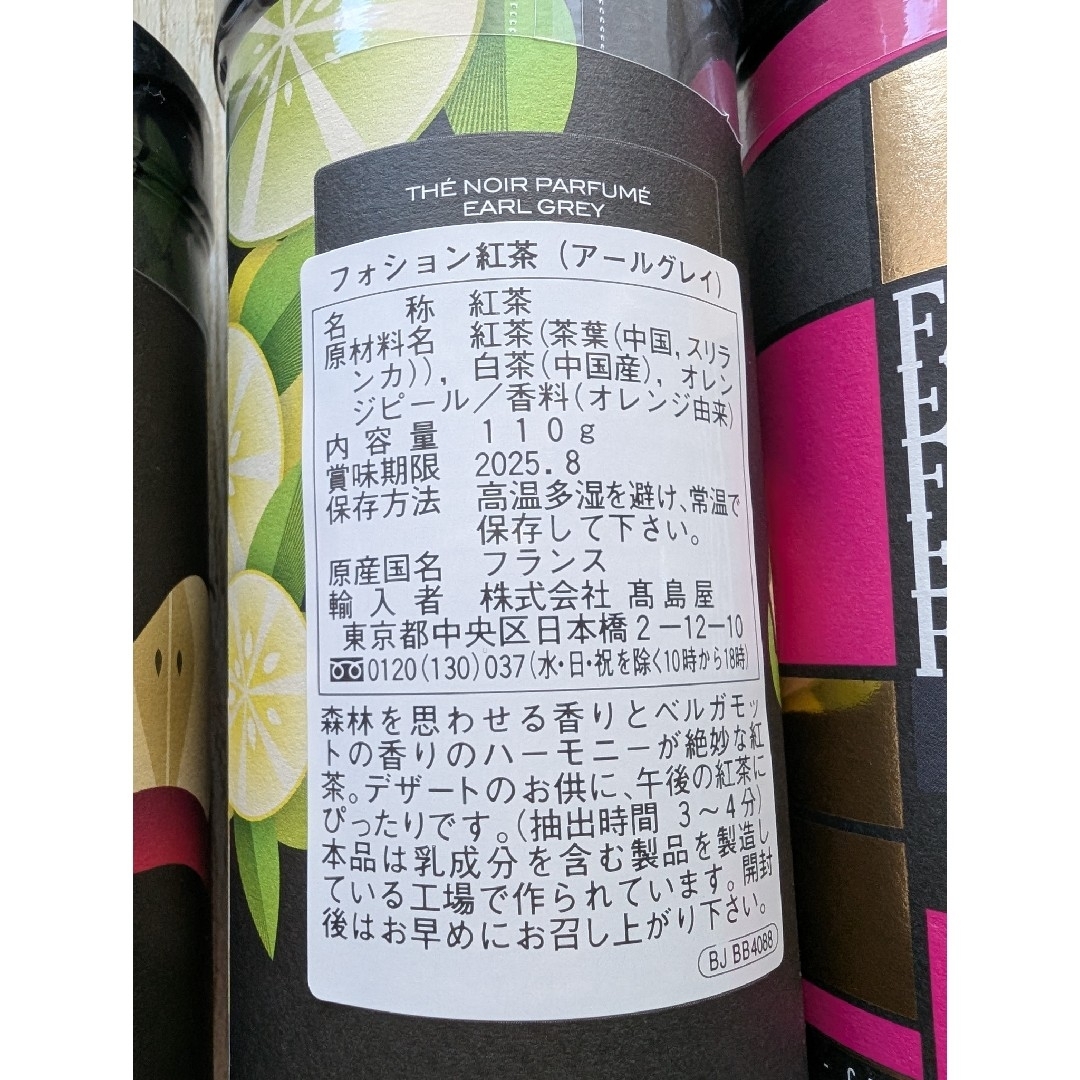 THÉ NOIR PARFUMÉ
EARL GREY
フォション紅茶（アールグレイ）
名称 紅茶
原材料名 紅茶（茶葉（中国，スリラ
ンカ）），白茶（中国産），オレン
ジピール／香料（オレンジ由来）
内容量 １１０ｇ
賞味期限 2025.8
保存方法 高温多湿を避け、常温で
保存して下さい。
原産国名 フランス
輸入者 株式会社 髙島屋
東京都中央区日本橋２－12－10
0120(130)037(水・日・祝を除く10時から18時)
森林を思わせる香りとベルガモッ
トの香りのハーモニーが絶妙な紅
茶。デザートのお供に、午後の紅茶に
ぴったりです。（抽出時間 ３～４分）
本品は乳成分を含む製品を製造し
ている工場で作られています。開封
後はお早めにお召し上がり下さい。
BJ BB4088